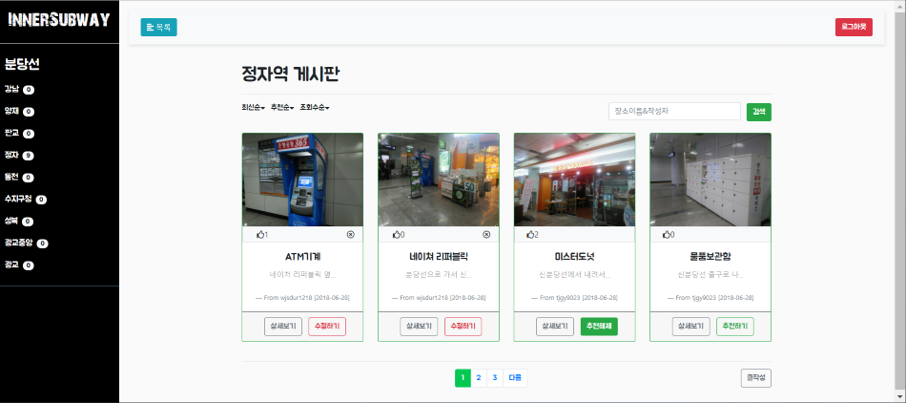 INNERSUBWAY
목록
로그아웃
분당선
강남 0
양재 0
판교 0
정자 9
동천 0
수지구청 0
성복 0
광교중앙 0
광교 0
정자역 게시판
최신순 추천순 조회수순
장소이름&작성자
검색
1
0
2
0
ATM기계
네이처 리퍼블릭 옆...
— From wjsdur1218 [2018-06-28]
상세보기
수정하기
네이쳐 리퍼블릭
분당선으로 가서 신...
— From wjsdur1218 [2018-06-28]
상세보기
수정하기
미스터도넛
신분당선에서 내려서...
— From tjgy9023 [2018-06-28]
상세보기
추천해제
물품보관함
신분당선 출구로 나...
— From tjgy9023 [2018-06-28]
상세보기
추천하기
1 2 3 다음
글작성